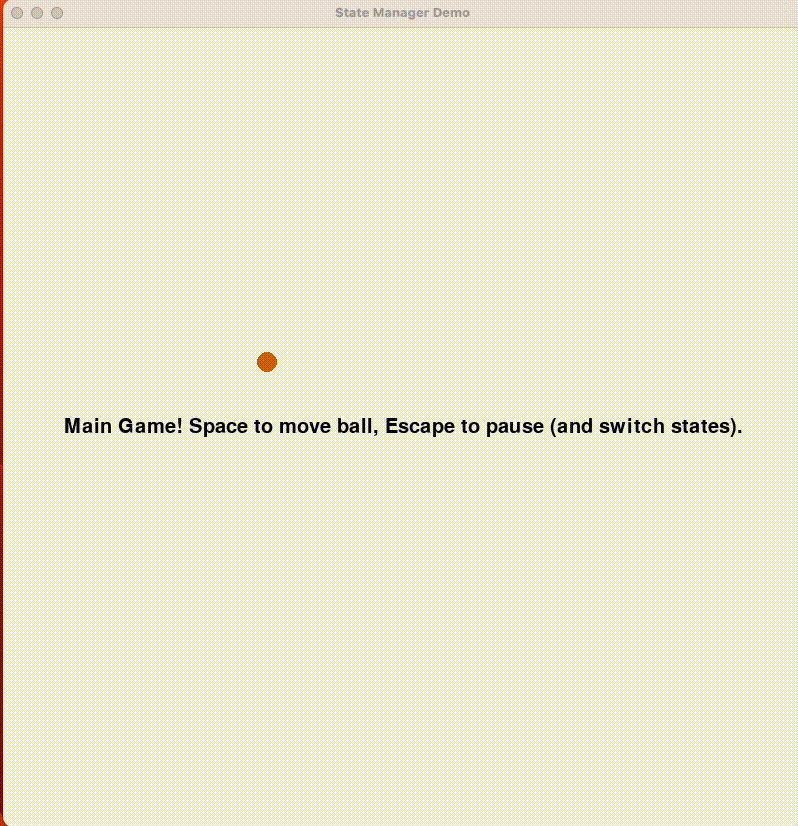 State Manager Demo
Main Game! Space to move ball, Escape to pause (and switch states).